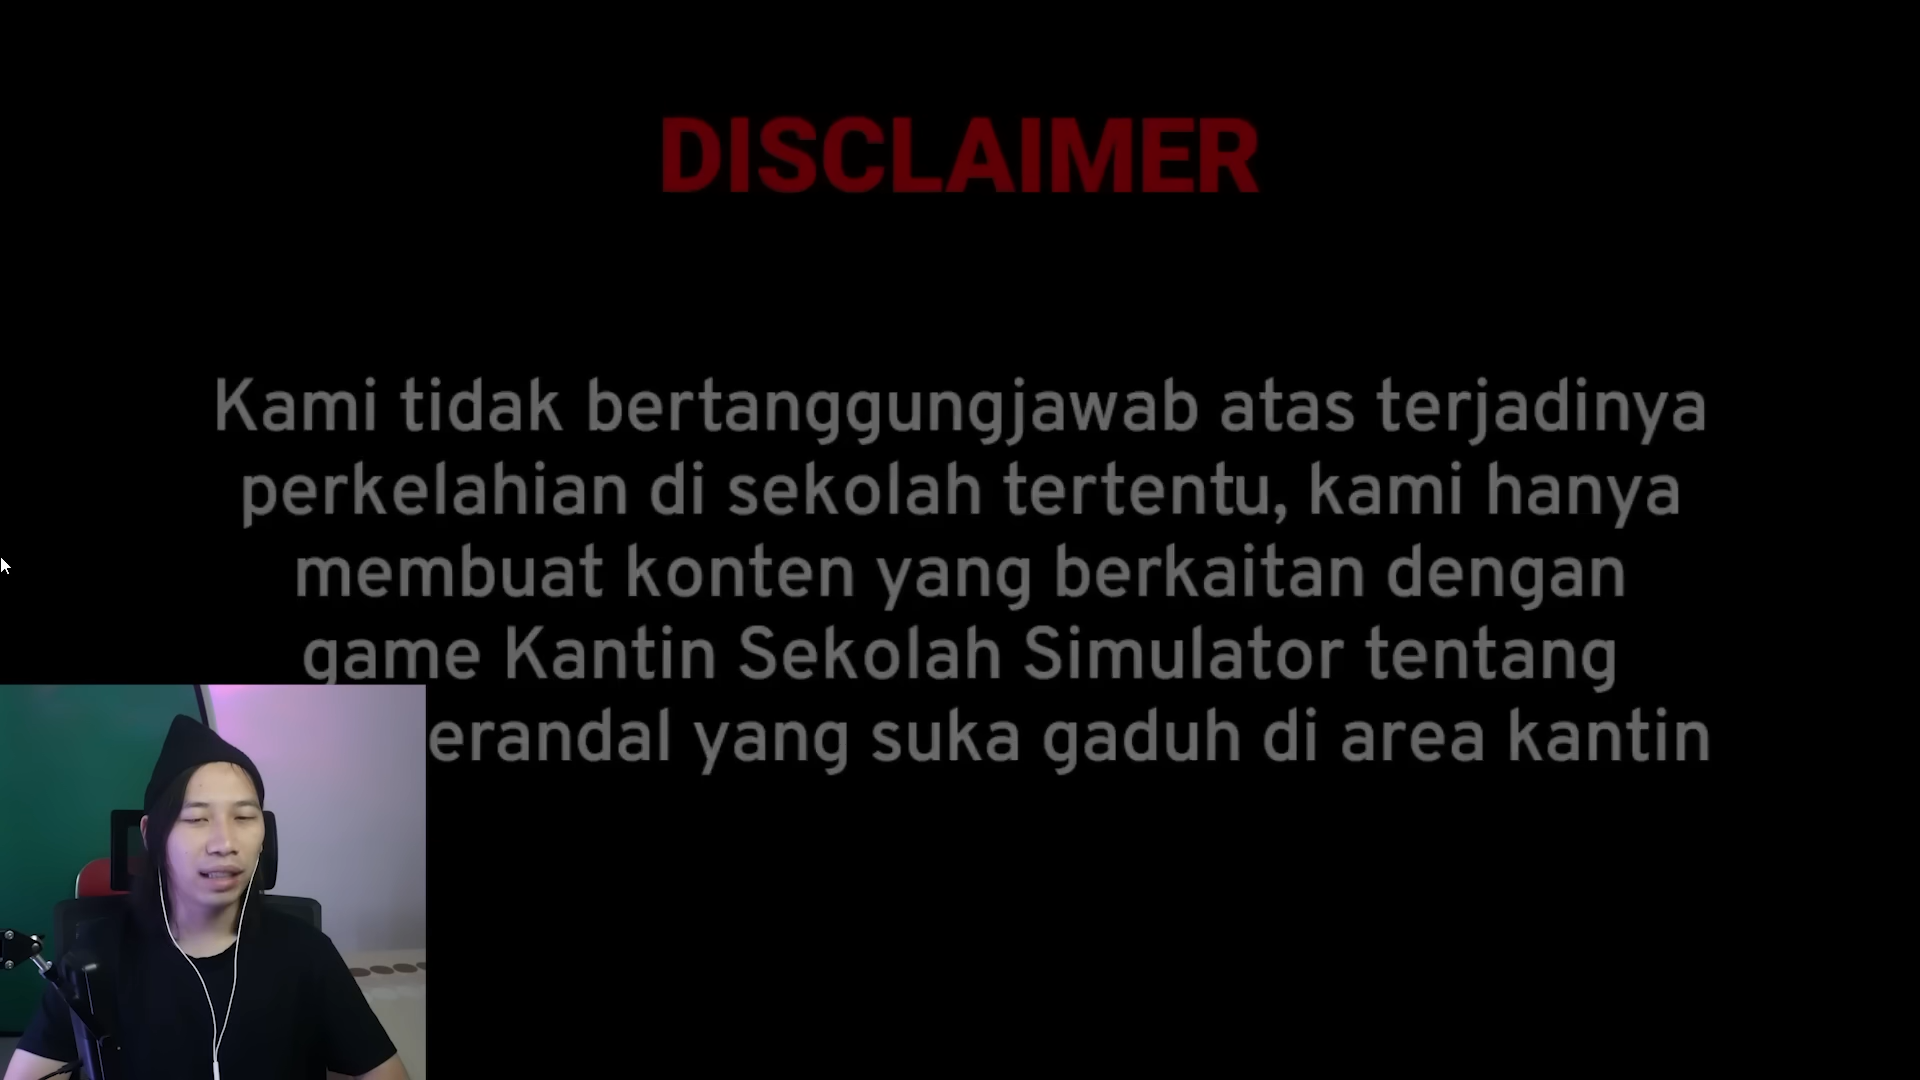 DISCLAIMER
Kami tidak bertanggungjawab atas terjadinya
perkelahian di sekolah tertentu, kami hanya
membuat konten yang berkaitan dengan
game Kantin Sekolah Simulator tentang
erandal yang suka gaduh di area kantin